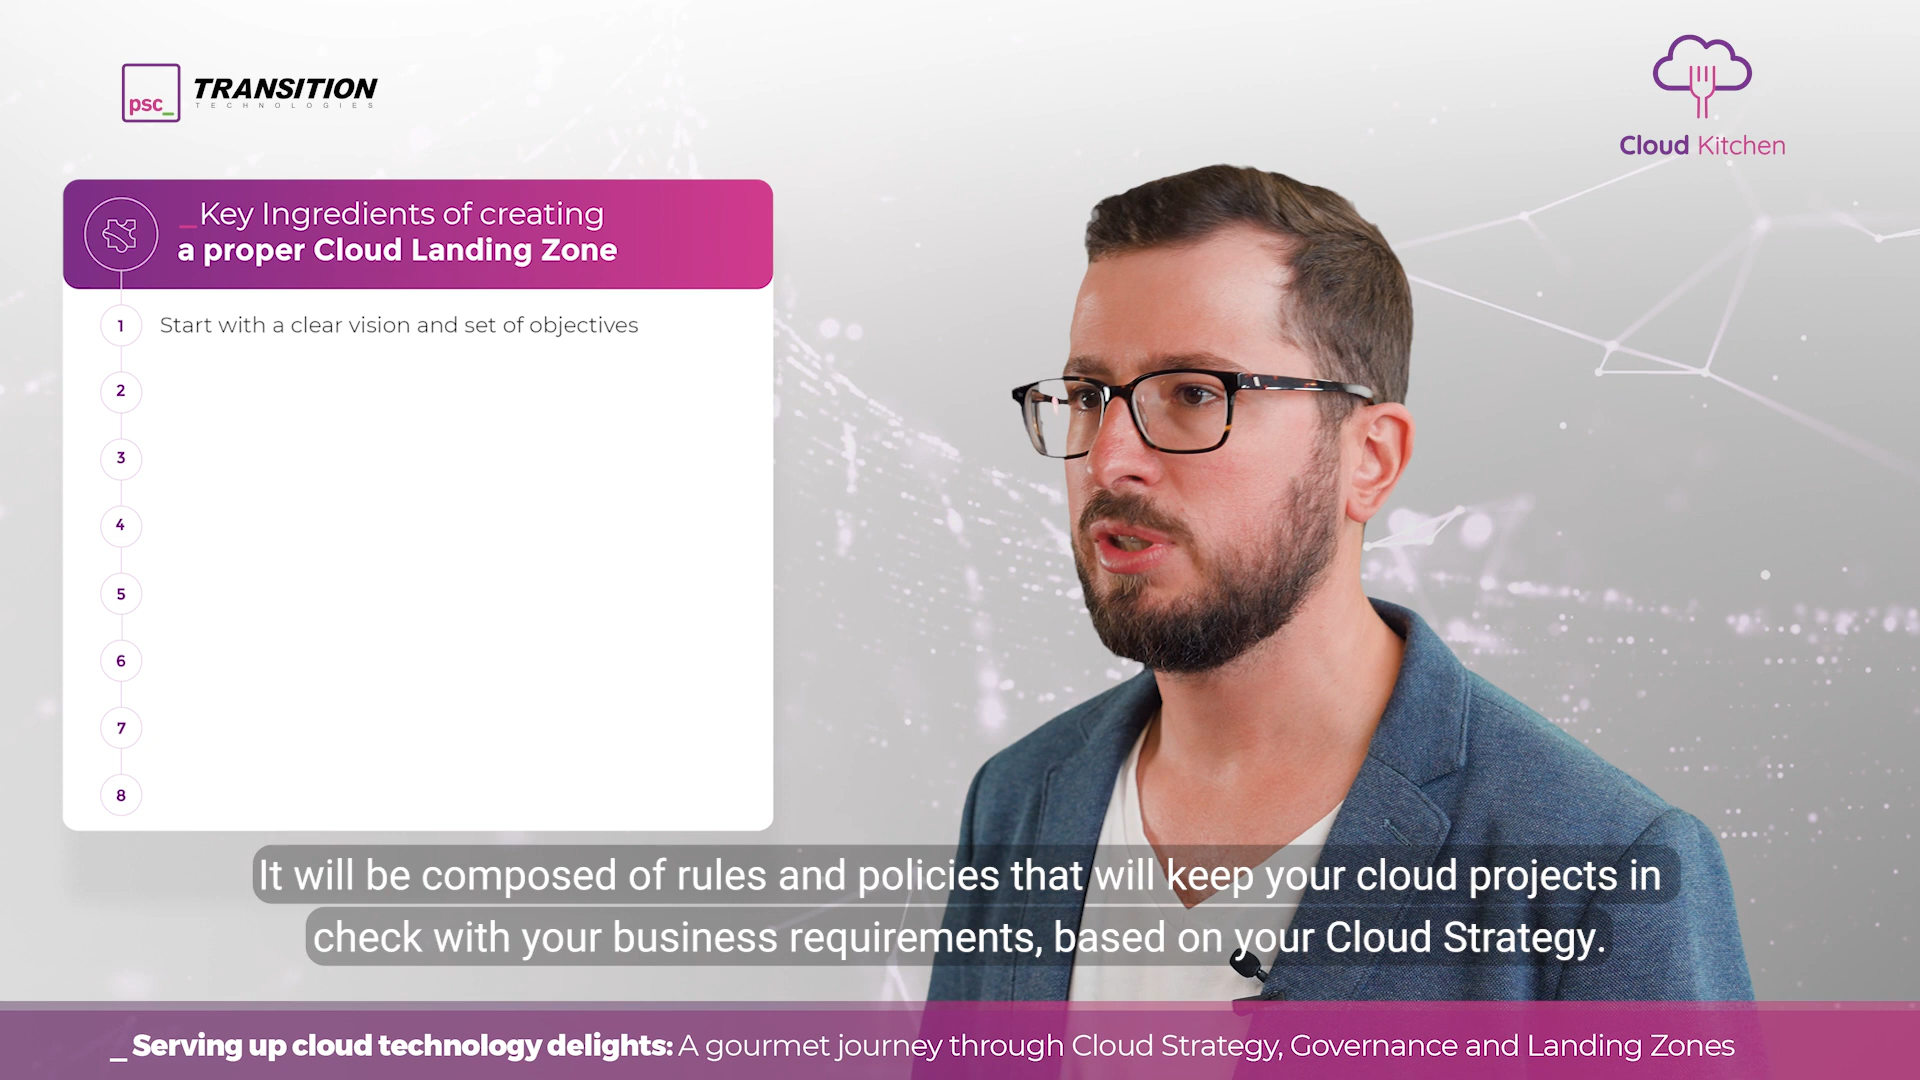 psc_
TRANSITION
TECHNOLOGIES
Cloud Kitchen
_Key Ingredients of creating
a proper Cloud Landing Zone
1 Start with a clear vision and set of objectives
2
3
4
5
6
7
8
It will be composed of rules and policies that will keep your cloud projects in
check with your business requirements, based on your Cloud Strategy.
_Serving up cloud technology delights: A gourmet journey through Cloud Strategy, Governance and Landing Zones